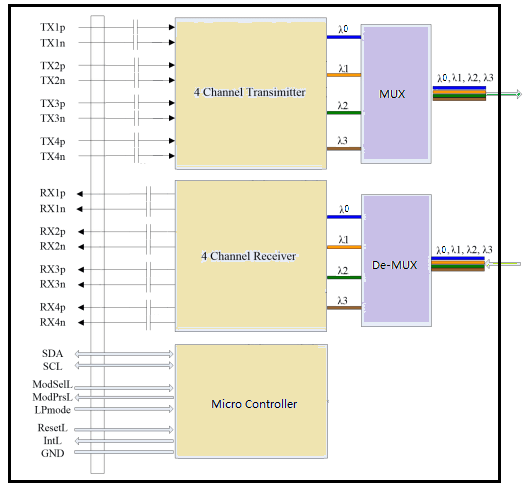 TX1p
TX1n
TX2p
TX2n
TX3p
TX3n
TX4p
TX4n
4 Channel Transimitter
λ0
λ1
λ2
λ3
MUX
λ0, λ1, λ2, λ3
RX1p
RX1n
RX2p
RX2n
RX3p
RX3n
RX4p
RX4n
4 Channel Receiver
λ0
λ1
λ2
λ3
De-MUX
λ0, λ1, λ2, λ3
SDA
SCL
ModSelL
ModPrsL
LPmode
ResetL
IntL
GND
Micro Controller